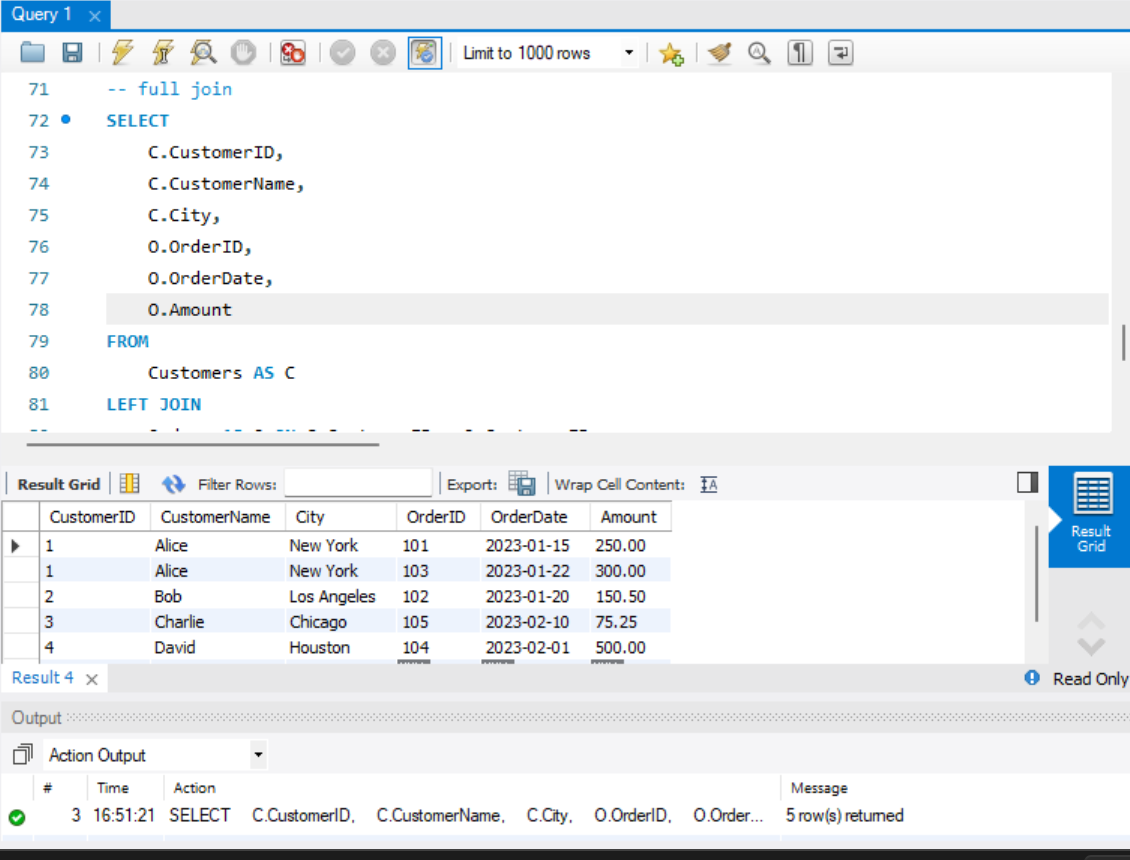 Query 1
Limit to 1000 rows
71 -- full join
72 SELECT
73 C.CustomerID,
74 C.CustomerName,
75 C.City,
76 O.OrderID,
77 O.OrderDate,
78 O.Amount
79 FROM
80 Customers AS C
81 LEFT JOIN
Result Grid Filter Rows: Export: Wrap Cell Content:
CustomerID CustomerName City OrderID OrderDate Amount
1 Alice New York 101 2023-01-15 250.00
1 Alice New York 103 2023-01-22 300.00
2 Bob Los Angeles 102 2023-01-20 150.50
3 Charlie Chicago 105 2023-02-10 75.25
4 David Houston 104 2023-02-01 500.00
Result
Grid
Result 4 Read Only
Output
Action Output
# Time Action Message
3 16:51:21 SELECT C.CustomerID, C.CustomerName, C.City, O.OrderID, O.Order... 5 row(s) returned